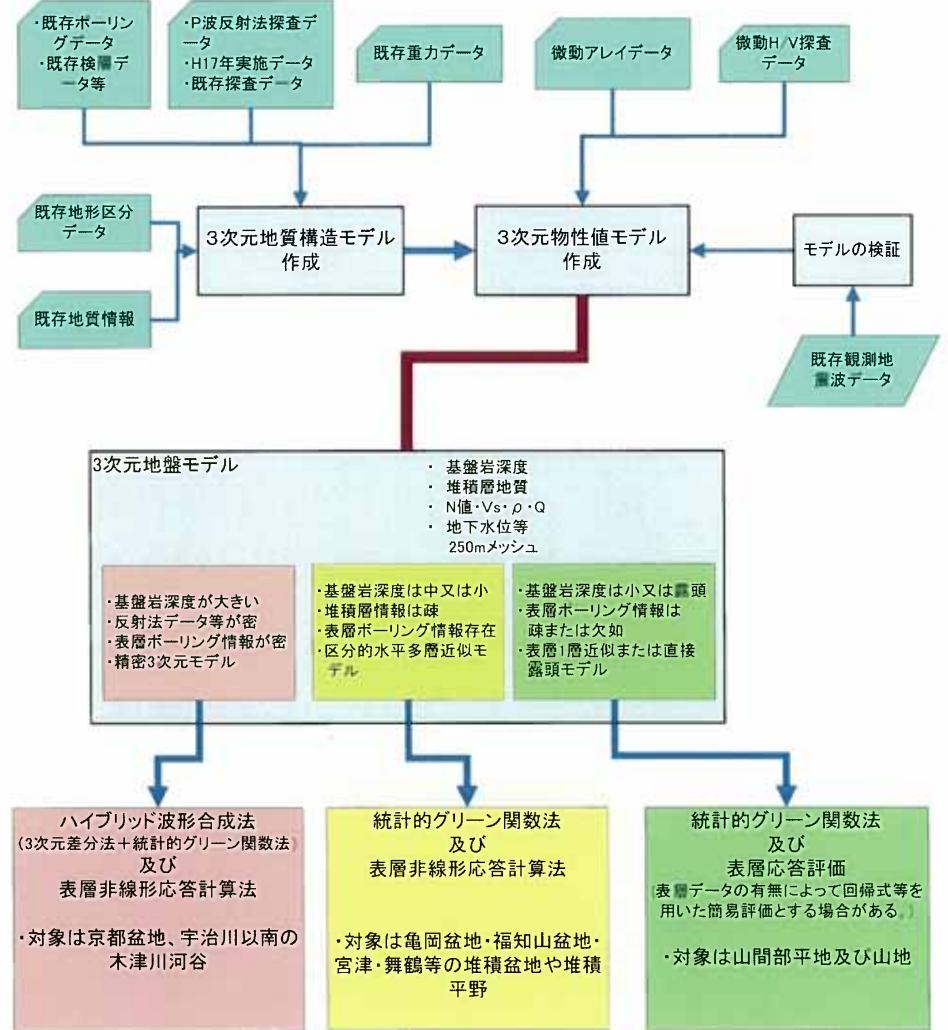 ・既存ボーリ
ングデータ
・既存検層デ
ータ等
・P波反射法探査デ
ータ
・H17年実施データ
・既存探査データ
既存重力データ
微動アレイデータ
微動H/V探査
データ
既存地形区分
データ
既存地質情報
3次元地質構造モデル
作成
3次元物性値モデル
作成
モデルの検証
既存観測地
震波データ
3次元地盤モデル
・ 基盤岩深度
・ 堆積層地質
・ N値・Vs・ρ・Q
・ 地下水位等
250mメッシュ
・基盤岩深度が大きい
・反射法データ等が密
・表層ボーリング情報が密
・精密3次元モデル
・基盤岩深度は中又は小
・堆積層情報は疎
・表層ボーリング情報存在
・区分的水平多層近似モ
デル
・基盤岩深度は小又は露頭
・表層ボーリング情報は
疎または欠如
・表層1層近似または直接
露頭モデル
ハイブリッド波形合成法
(3次元差分法+統計的グリーン関数法)
及び
表層非線形応答計算法
・対象は京都盆地、宇治川以南の
木津川河谷
統計的グリーン関数法
及び
表層非線形応答計算法
・対象は亀岡盆地・福知山盆地・
宮津・舞鶴等の堆積盆地や堆積
平野
統計的グリーン関数法
及び
表層応答評価
(表層データの有無によって回帰式等を
用いた簡易評価とする場合がある。)
・対象は山間部平地及び山地